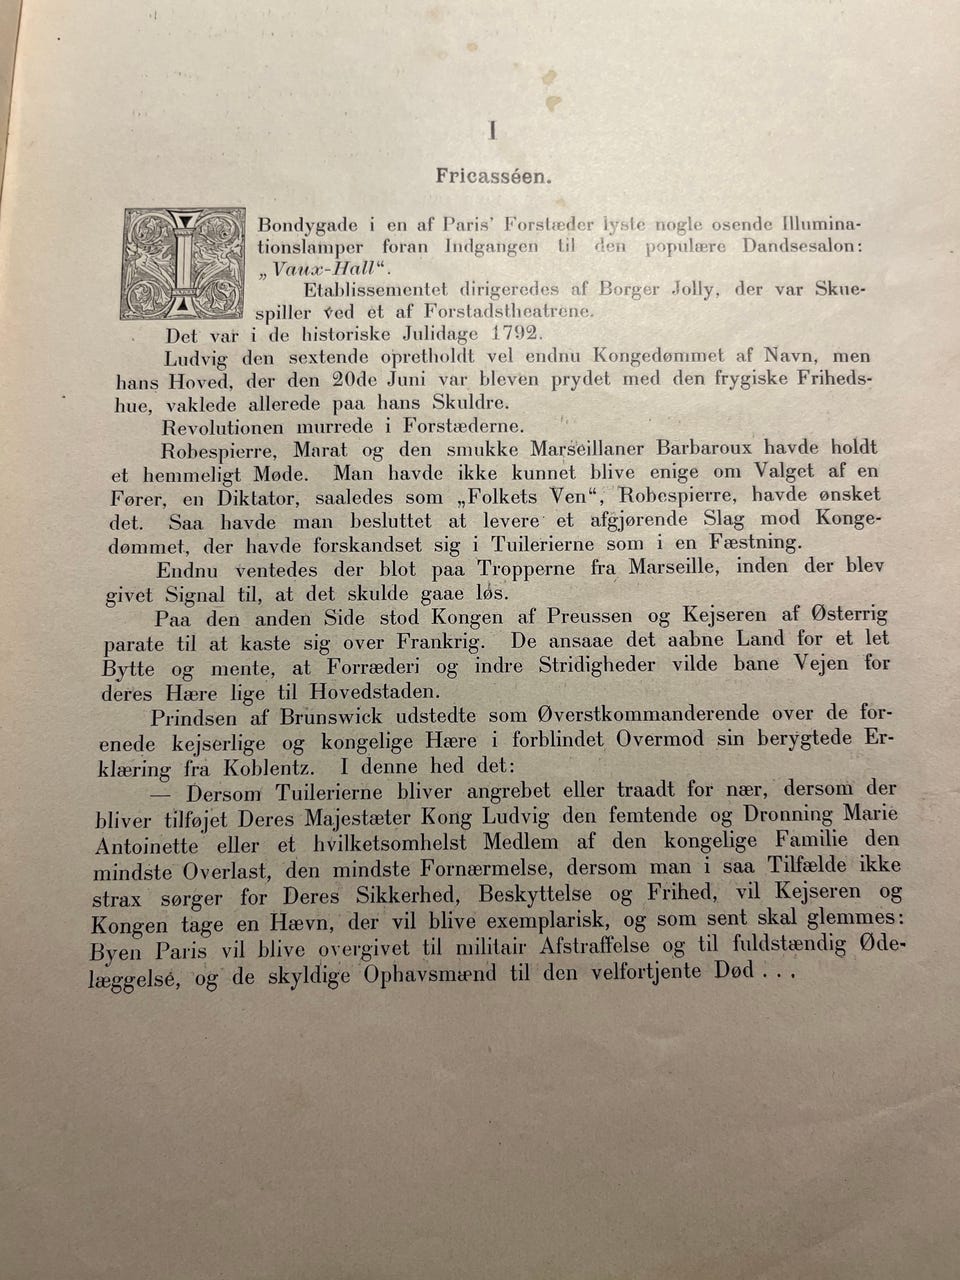 I
Fricasséen.
I Bondygade i en af Paris' Forstæder lyste nogle osende Illumina-
tionslamper foran Indgangen til den populære Dandsesalon:
„Vaux-Hall“.
Etablissementet dirigeredes af Borger Jolly, der var Skue-
spiller ved et af Forstadstheatrene.
Det var i de historiske Julidage 1792.
Ludvig den sextende opretholdt vel endnu Kongedømmet af Navn, men
hans Hoved, der den 20de Juni var bleven prydet med den frygiske Friheds-
hue, vaklede allerede paa hans Skuldre.
Revolutionen murrede i Forstæderne.
Robespierre, Marat og den smukke Marseillaner Barbaroux havde holdt
et hemmeligt Møde. Man havde ikke kunnet blive enige om Valget af en
Fører, en Diktator, saaledes som „Folkets Ven“, Robespierre, havde ønsket
det. Saa havde man besluttet at levere et afgjørende Slag mod Konge-
dømmet, der havde forskandset sig i Tuilerierne som i en Fæstning.
Endnu ventedes der blot paa Tropperne fra Marseille, inden der blev
givet Signal til, at det skulde gaae løs.
Paa den anden Side stod Kongen af Preussen og Kejseren af Østerrig
parate til at kaste sig over Frankrig. De ansaae det aabne Land for et let
Bytte og mente, at Forræderi og indre Stridigheder vilde bane Vejen for
deres Hære lige til Hovedstaden.
Prindsen af Brunswick udstedte som Øverstkommanderende over de for-
enede kejserlige og kongelige Hære i forblindet Overmod sin berygtede Er-
klæring fra Koblentz. I denne hed det:
— Dersom Tuilerierne bliver angrebet eller traadt for nær, dersom der
bliver tilføjet Deres Majestæter Kong Ludvig den femtende og Dronning Marie
Antoinette eller et hvilketsomhelst Medlem af den kongelige Familie den
mindste Overlast, den mindste Fornærmelse, dersom man i saa Tilfælde ikke
strax sørger for Deres Sikkerhed, Beskyttelse og Frihed, vil Kejseren og
Kongen tage en Hævn, der vil blive exemplarisk, og som sent skal glemmes:
Byen Paris vil blive overgivet til militair Afstraffelse og til fuldstændig Øde-
læggelse, og de skyldige Ophavsmænd til den velfortjente Død . . .